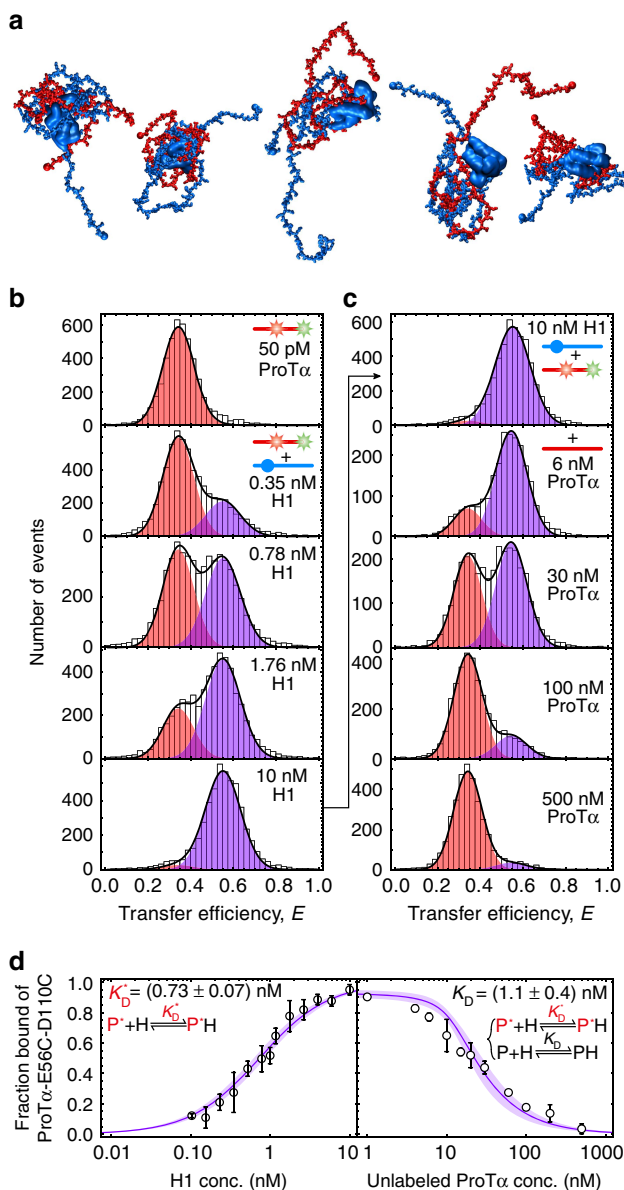 a
b
600
400
200
0
50 pM
ProTα
400
200
0
+
0.35 nM
H1
200
0
0.78 nM
H1
400
200
0
1.76 nM
H1
400
200
0
10 nM
H1
0.0 0.2 0.4 0.6 0.8 1.0
Transfer efficiency, E
Number of events
c
600
400
200
0
10 nM H1
+
200
100
0
+
6 nM
ProTα
200
100
0
30 nM
ProTα
400
200
0
100 nM
ProTα
400
200
0
500 nM
ProTα
0.0 0.2 0.4 0.6 0.8 1.0
Transfer efficiency, E
d
Fraction bound of
ProTα-E56C-D110C
1.0
0.8
0.6
0.4
0.2
0.0
K*D = (0.73 ± 0.07) nM
P*+H ⇌ P*H
K*D
0.01 0.1 1 10
H1 conc. (nM)
KD = (1.1 ± 0.4) nM
K*D
P*+H ⇌ P*H
KD
P+H ⇌ PH
1 10 100 1000
Unlabeled ProTα conc. (nM)